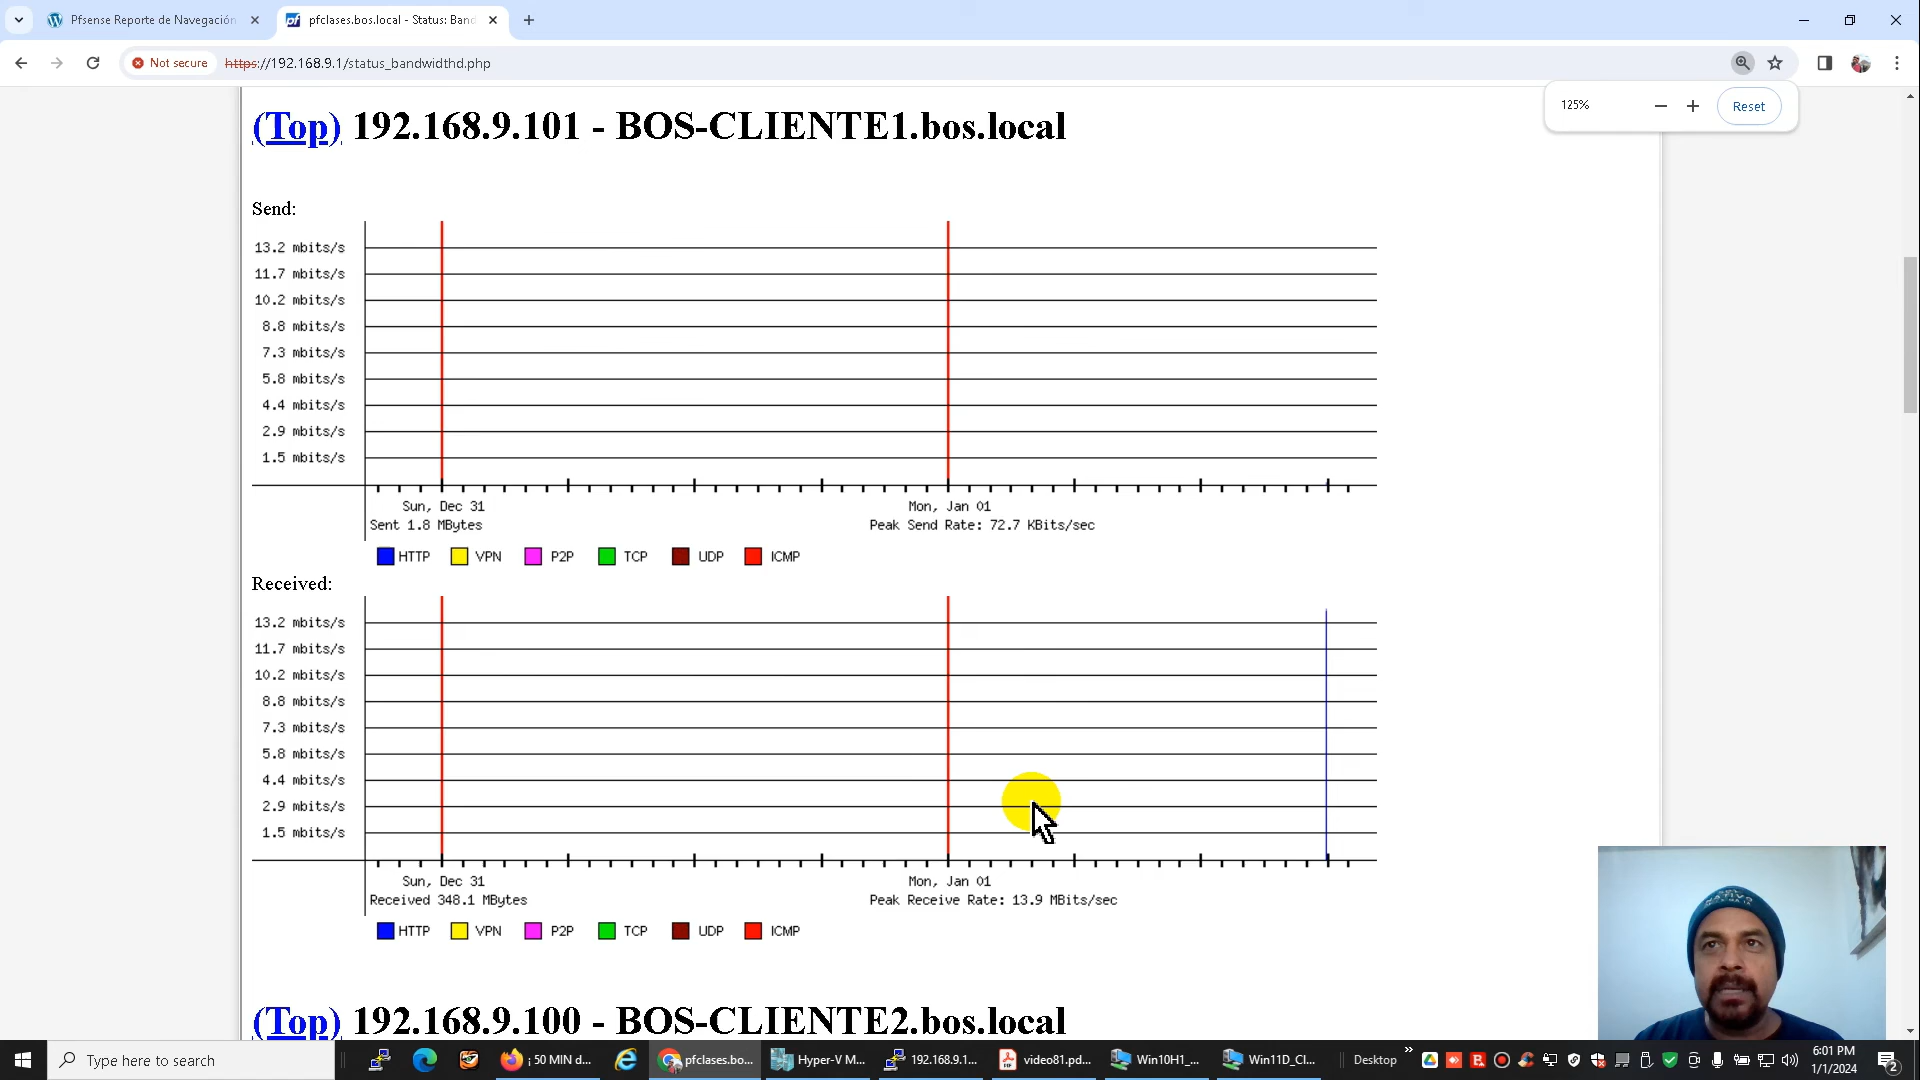 Pfsense Reporte de Navegación
pfclases.bos.local - Status: Band
Not secure
https://192.168.9.1/status_bandwidthd.php
125%
Reset
(Top) 192.168.9.101 - BOS-CLIENTE1.bos.local
Send:
13.2 mbits/s
11.7 mbits/s
10.2 mbits/s
8.8 mbits/s
7.3 mbits/s
5.8 mbits/s
4.4 mbits/s
2.9 mbits/s
1.5 mbits/s
Sun, Dec 31 Mon, Jan 01
Sent 1.8 MBytes Peak Send Rate: 72.7 KBits/sec
HTTP VPN P2P TCP UDP ICMP
Received:
13.2 mbits/s
11.7 mbits/s
10.2 mbits/s
8.8 mbits/s
7.3 mbits/s
5.8 mbits/s
4.4 mbits/s
2.9 mbits/s
1.5 mbits/s
Sun, Dec 31 Mon, Jan 01
Received 348.1 MBytes Peak Receive Rate: 13.9 MBits/sec
HTTP VPN P2P TCP UDP ICMP
(Top) 192.168.9.100 - BOS-CLIENTE2.bos.local
Type here to search
¡ 50 MIN d...
pfclases.bo...
Hyper-V M...
192.168.9.1...
video81.pd...
Win10H1_...
Win11D_Cl...
Desktop
6:01 PM
1/1/2024
2